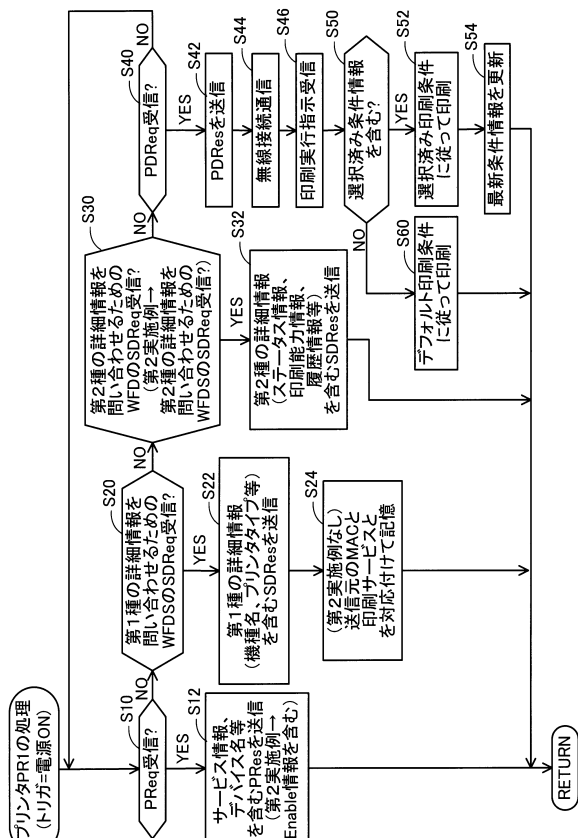 プリンタPR1の処理
(トリガ=電源ON)
S10
PReq受信?
NO
YES
S12
サービス情報、
デバイス名等
を含むPResを送信
(第2実施例→
Enable情報を含む)
S20
第1種の詳細情報を
問い合わせるための
WFDSのSDReq受信?
NO
YES
S22
第1種の詳細情報
(機種名、プリンタタイプ等)
を含むSDResを送信
S24
(第2実施例なし)
送信元のMACと
印刷サービスと
を対応付けて記憶
S30
第2種の詳細情報を
問い合わせるための
WFDのSDReq受信?
(第2実施例→
第2種の詳細情報を
問い合わせるための
WFDSのSDReq受信?)
NO
YES
S32
第2種の詳細情報
(ステータス情報、
印刷能力情報、
履歴情報等)
を含むSDResを送信
S40
PDReq受信?
NO
YES
S42
PDResを送信
S44
無線接続通信
S46
印刷実行指示受信
S50
選択済み条件情報
を含む?
NO
YES
S52
選択済み印刷条件
に従って印刷
S54
最新条件情報を更新
S60
デフォルト印刷条件
に従って印刷
RETURN